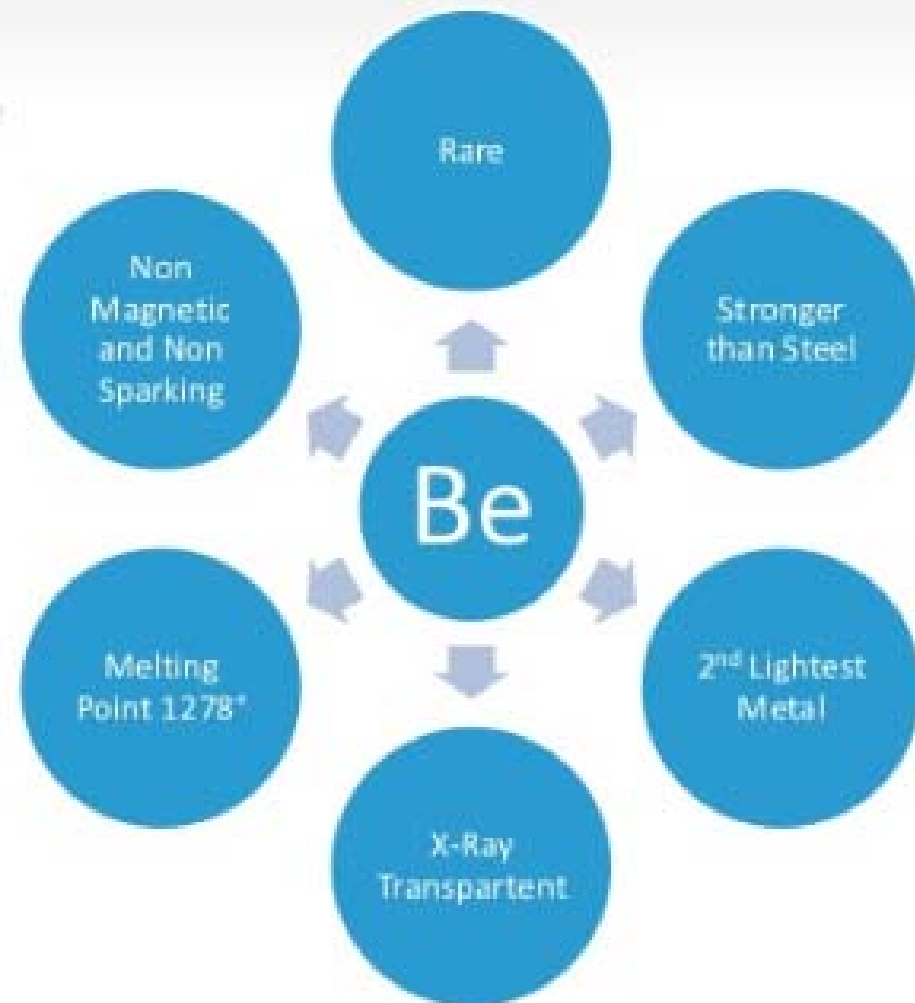 Rare
Non
Magnetic
and Non
Sparking
Stronger
than Steel
Be
Melting
Point 1278°
2nd Lightest
Metal
X-Ray
Transpartent